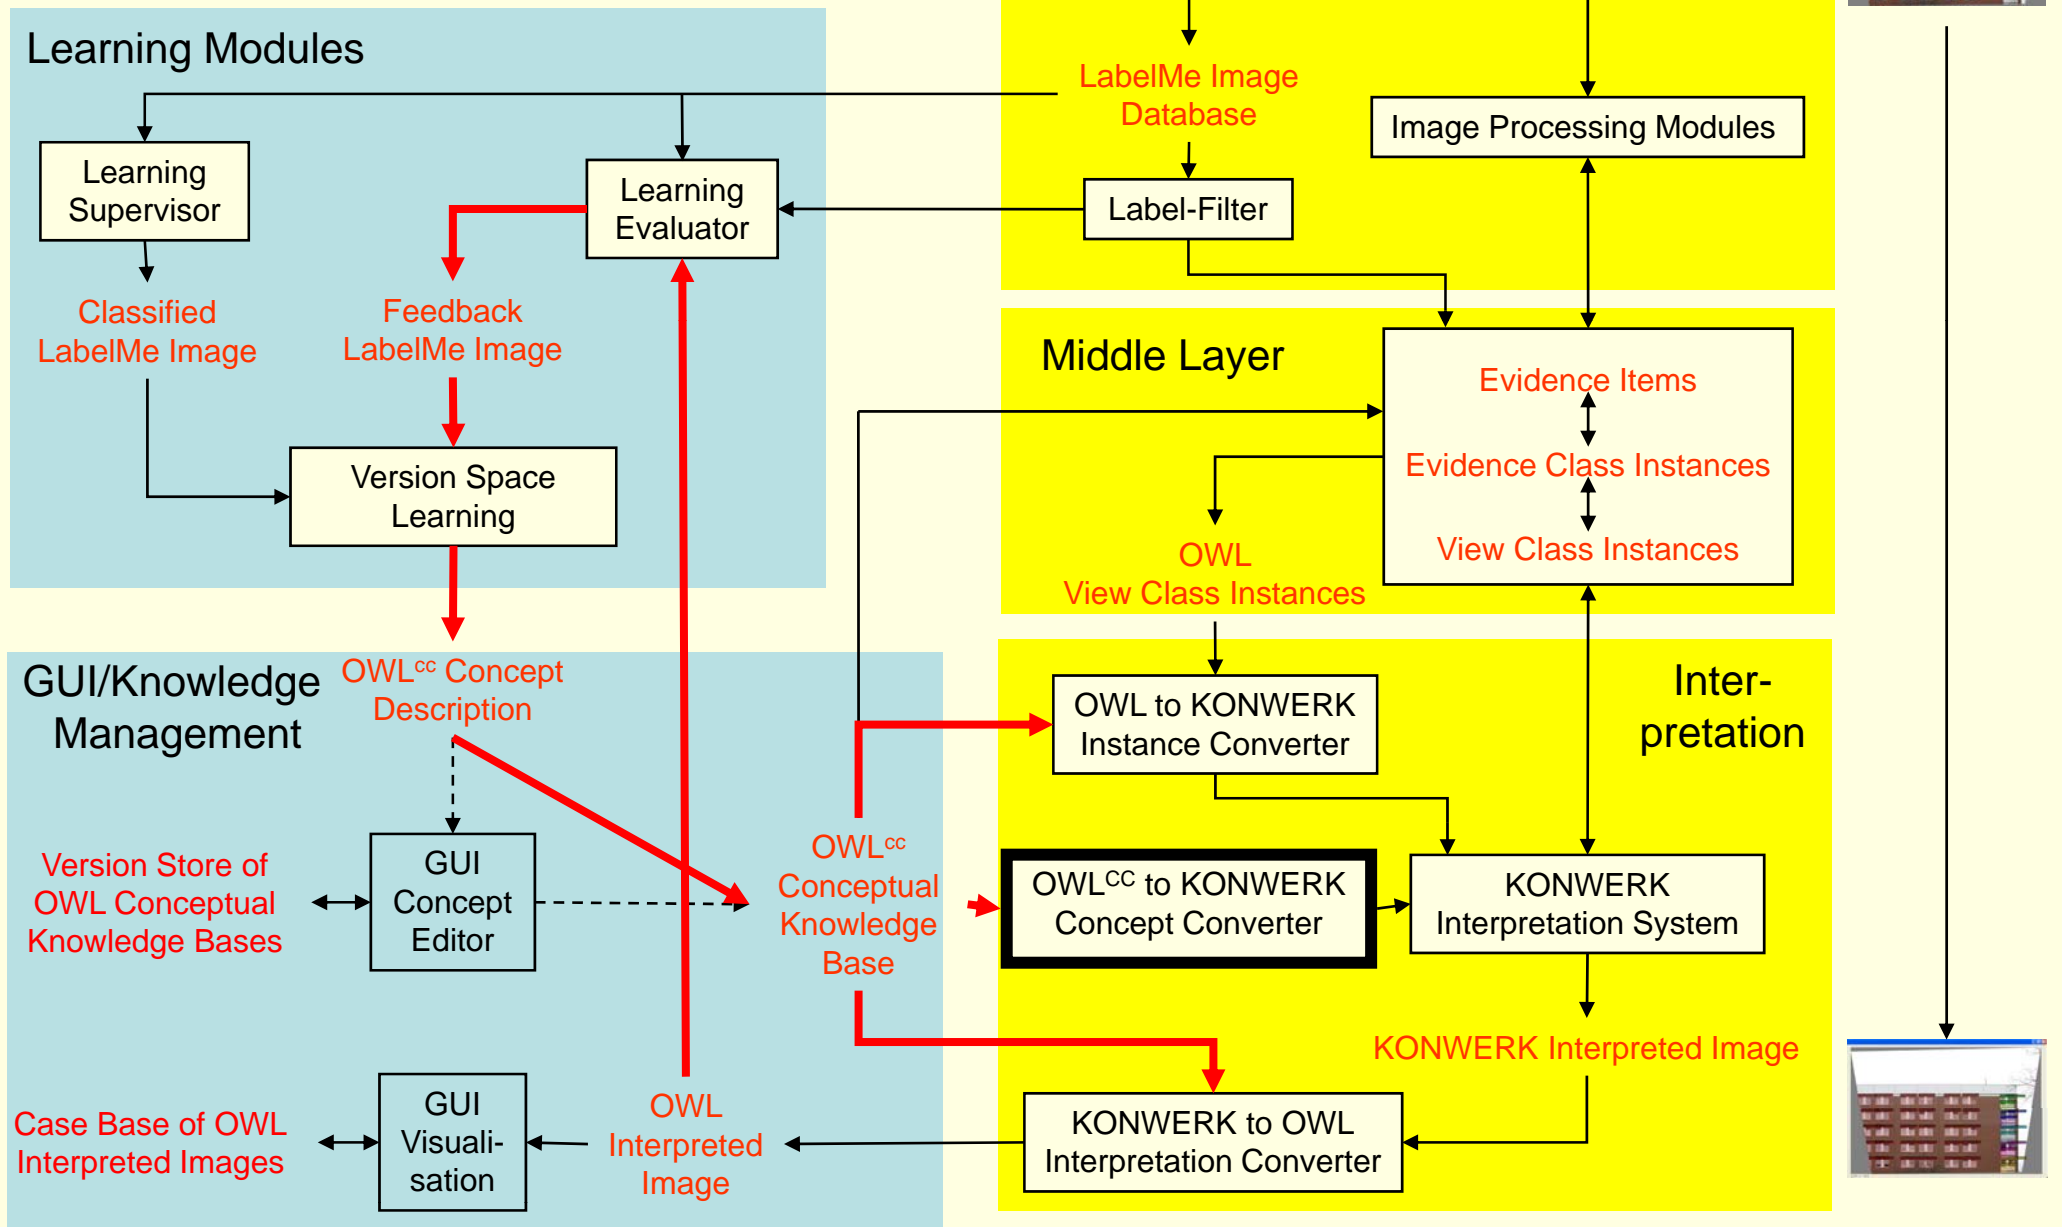 Learning Modules
LabelMe Image
Database
Image Processing Modules
Learning
Supervisor
Learning
Evaluator
Label-Filter
Classified
LabelMe Image
Feedback
LabelMe Image
Version Space
Learning
Middle Layer
Evidence Items
Evidence Class Instances
View Class Instances
OWL
View Class Instances
GUI/Knowledge
Management
OWLcc Concept
Description
Version Store of
OWL Conceptual
Knowledge Bases
GUI
Concept
Editor
OWLcc
Conceptual
Knowledge
Base
Inter-
pretation
OWL to KONWERK
Instance Converter
OWLCC to KONWERK
Concept Converter
KONWERK
Interpretation System
KONWERK Interpreted Image
Case Base of OWL
Interpreted Images
GUI
Visuali-
sation
OWL
Interpreted
Image
KONWERK to OWL
Interpretation Converter